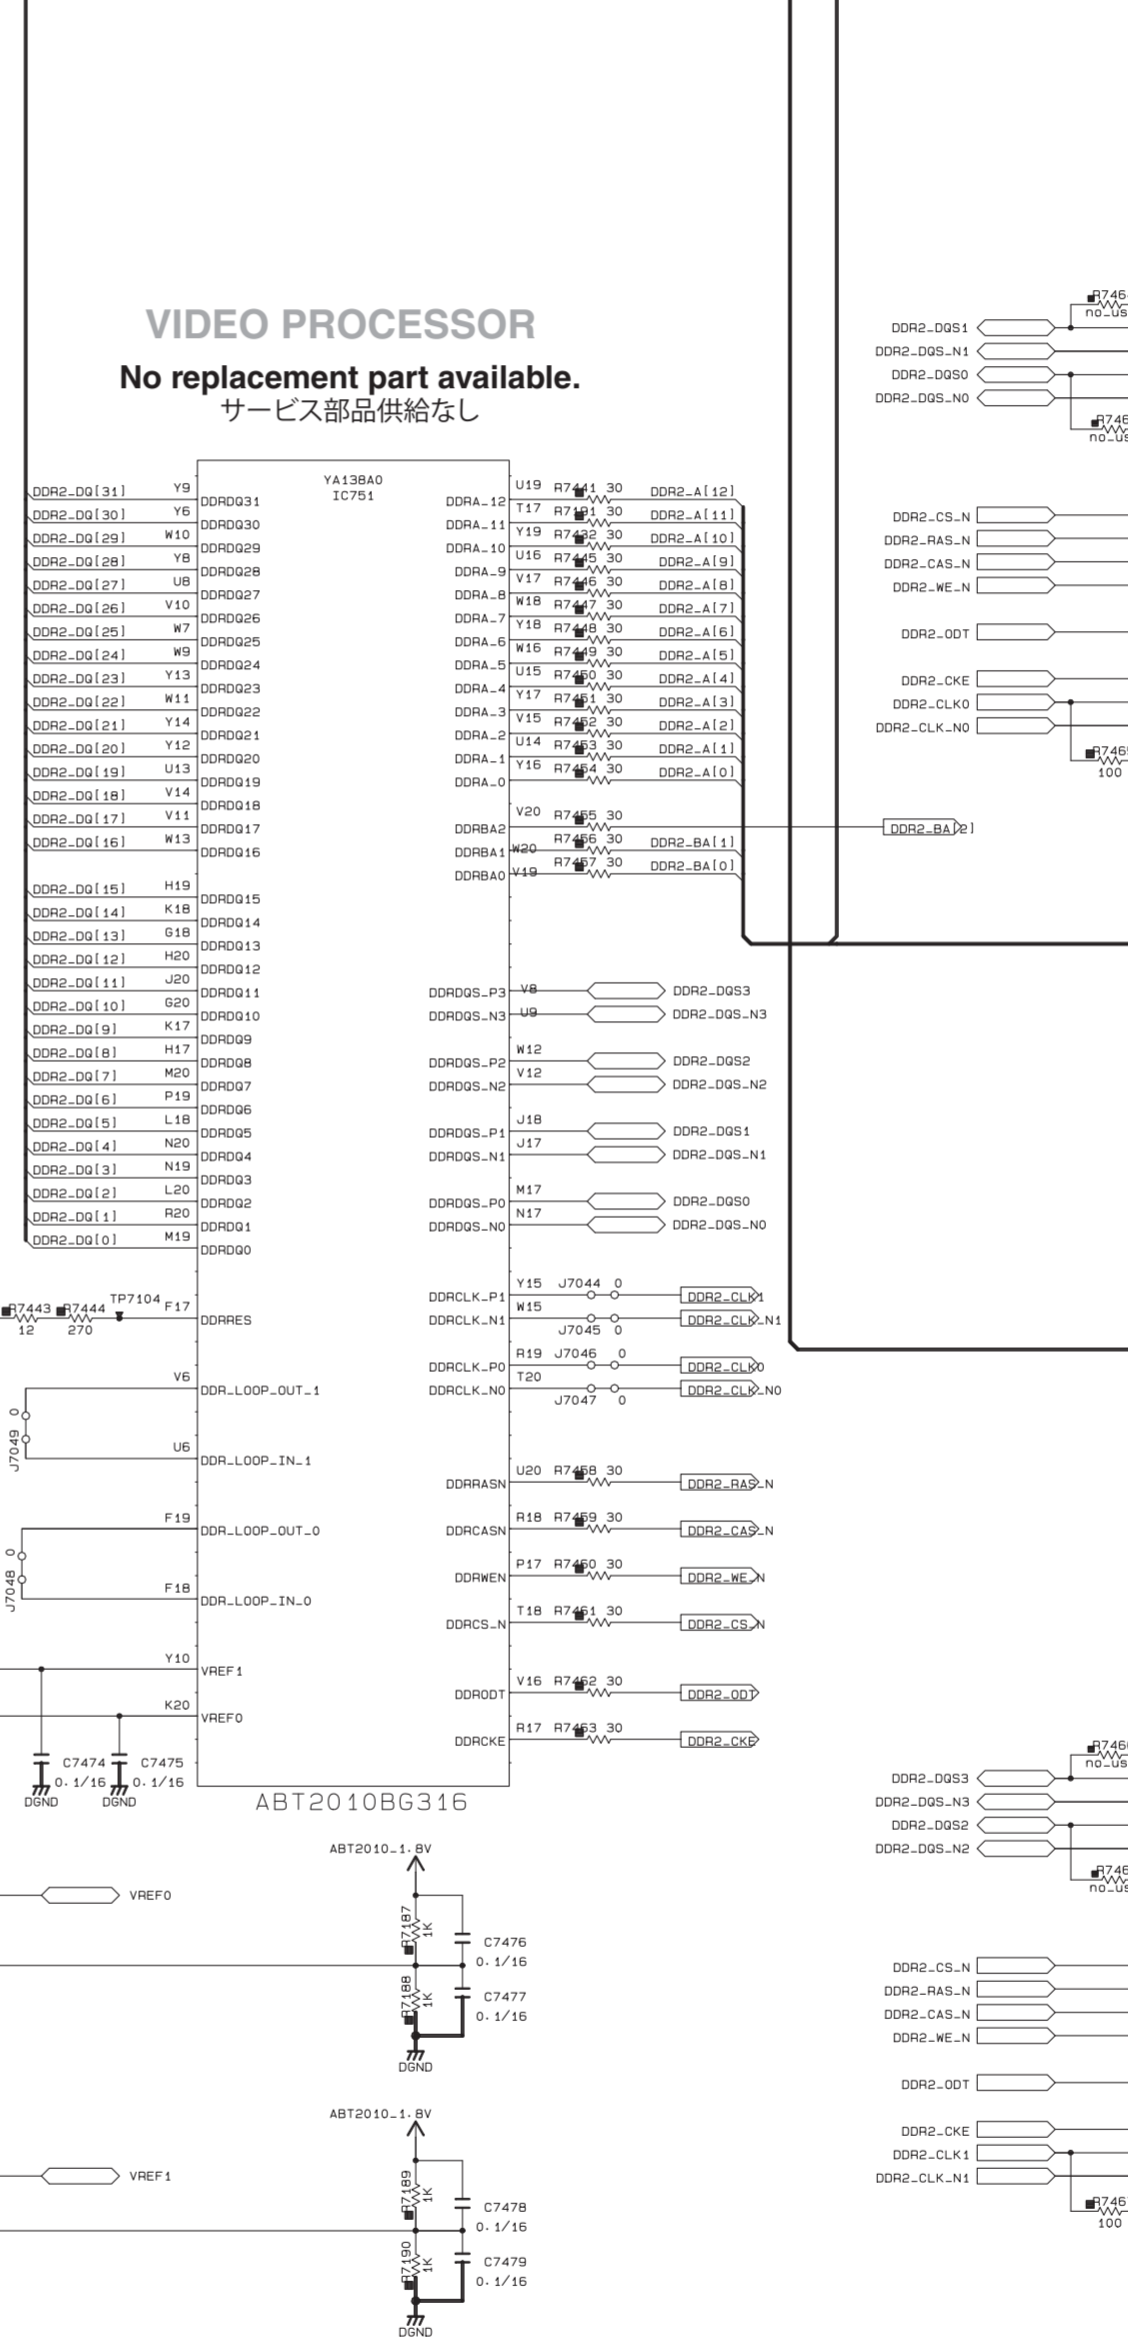 VIDEO PROCESSOR
No replacement part available.
サービス部品供給なし
YA138A0
IC751
DDR2_DQ[31] Y9 DDRDQ31
DDR2_DQ[30] Y6 DDRDQ30
DDR2_DQ[29] W10 DDRDQ29
DDR2_DQ[28] Y8 DDRDQ28
DDR2_DQ[27] U8 DDRDQ27
DDR2_DQ[26] V10 DDRDQ26
DDR2_DQ[25] W7 DDRDQ25
DDR2_DQ[24] W9 DDRDQ24
DDR2_DQ[23] Y13 DDRDQ23
DDR2_DQ[22] W11 DDRDQ22
DDR2_DQ[21] Y14 DDRDQ21
DDR2_DQ[20] Y12 DDRDQ20
DDR2_DQ[19] U13 DDRDQ19
DDR2_DQ[18] V14 DDRDQ18
DDR2_DQ[17] V11 DDRDQ17
DDR2_DQ[16] W13 DDRDQ16
DDR2_DQ[15] H19 DDRDQ15
DDR2_DQ[14] K18 DDRDQ14
DDR2_DQ[13] G18 DDRDQ13
DDR2_DQ[12] H20 DDRDQ12
DDR2_DQ[11] J20 DDRDQ11
DDR2_DQ[10] G20 DDRDQ10
DDR2_DQ[9] K17 DDRDQ9
DDR2_DQ[8] H17 DDRDQ8
DDR2_DQ[7] M20 DDRDQ7
DDR2_DQ[6] P19 DDRDQ6
DDR2_DQ[5] L18 DDRDQ5
DDR2_DQ[4] N20 DDRDQ4
DDR2_DQ[3] N19 DDRDQ3
DDR2_DQ[2] L20 DDRDQ2
DDR2_DQ[1] R20 DDRDQ1
DDR2_DQ[0] M19 DDRDQ0
R7443 R7444 TP7104 F17 DDRRES
12 270
V6 DDR_LOOP_OUT_1
J7049 0
U6 DDR_LOOP_IN_1
F19 DDR_LOOP_OUT_0
J7048 0
F18 DDR_LOOP_IN_0
Y10 VREF1
K20 VREF0
C7474 C7475
0.1/16 0.1/16
DGND DGND
DDRA_12 U19 R7441 30 DDR2_A[12]
DDRA_11 T17 R7191 30 DDR2_A[11]
DDRA_10 Y19 R7432 30 DDR2_A[10]
DDRA_9 U16 R7445 30 DDR2_A[9]
DDRA_8 V17 R7446 30 DDR2_A[8]
DDRA_7 W18 R7447 30 DDR2_A[7]
DDRA_6 Y18 R7448 30 DDR2_A[6]
DDRA_5 W16 R7449 30 DDR2_A[5]
DDRA_4 U15 R7450 30 DDR2_A[4]
DDRA_3 Y17 R7451 30 DDR2_A[3]
DDRA_2 V15 R7452 30 DDR2_A[2]
DDRA_1 U14 R7453 30 DDR2_A[1]
DDRA_0 Y16 R7454 30 DDR2_A[0]
DDRBA2 V20 R7455 30 DDR2_BA[2]
DDRBA1 W20 R7456 30 DDR2_BA[1]
DDRBA0 V19 R7457 30 DDR2_BA[0]
DDRDQS_P3 V8 DDR2_DQS3
DDRDQS_N3 U9 DDR2_DQS_N3
DDRDQS_P2 W12 DDR2_DQS2
DDRDQS_N2 V12 DDR2_DQS_N2
DDRDQS_P1 J18 DDR2_DQS1
DDRDQS_N1 J17 DDR2_DQS_N1
DDRDQS_P0 M17 DDR2_DQS0
DDRDQS_N0 N17 DDR2_DQS_N0
DDRCLK_P1 Y15 J7044 0 DDR2_CLK1
DDRCLK_N1 W15 J7045 0 DDR2_CLK_N1
DDRCLK_P0 R19 J7046 0 DDR2_CLK0
DDRCLK_N0 T20 J7047 0 DDR2_CLK_N0
DDRRASN U20 R7458 30 DDR2_RAS_N
DDRCASN R18 R7459 30 DDR2_CAS_N
DDRWEN P17 R7460 30 DDR2_WE_N
DDRCS_N T18 R7461 30 DDR2_CS_N
DDRODT V16 R7462 30 DDR2_ODT
DDRCKE R17 R7463 30 DDR2_CKE
ABT2010BG316
ABT2010_1.8V
VREF0
R7187 1K
C7476
0.1/16
R7188 1K
C7477
0.1/16
DGND
ABT2010_1.8V
VREF1
R7189 1K
C7478
0.1/16
R7190 1K
C7479
0.1/16
DGND
DDR2_DQS1
DDR2_DQS_N1
DDR2_DQS0
DDR2_DQS_N0
DDR2_CS_N
DDR2_RAS_N
DDR2_CAS_N
DDR2_WE_N
DDR2_ODT
DDR2_CKE
DDR2_CLK0
DDR2_CLK_N0
100
DDR2_DQS3
DDR2_DQS_N3
DDR2_DQS2
DDR2_DQS_N2
DDR2_CS_N
DDR2_RAS_N
DDR2_CAS_N
DDR2_WE_N
DDR2_ODT
DDR2_CKE
DDR2_CLK1
DDR2_CLK_N1
100